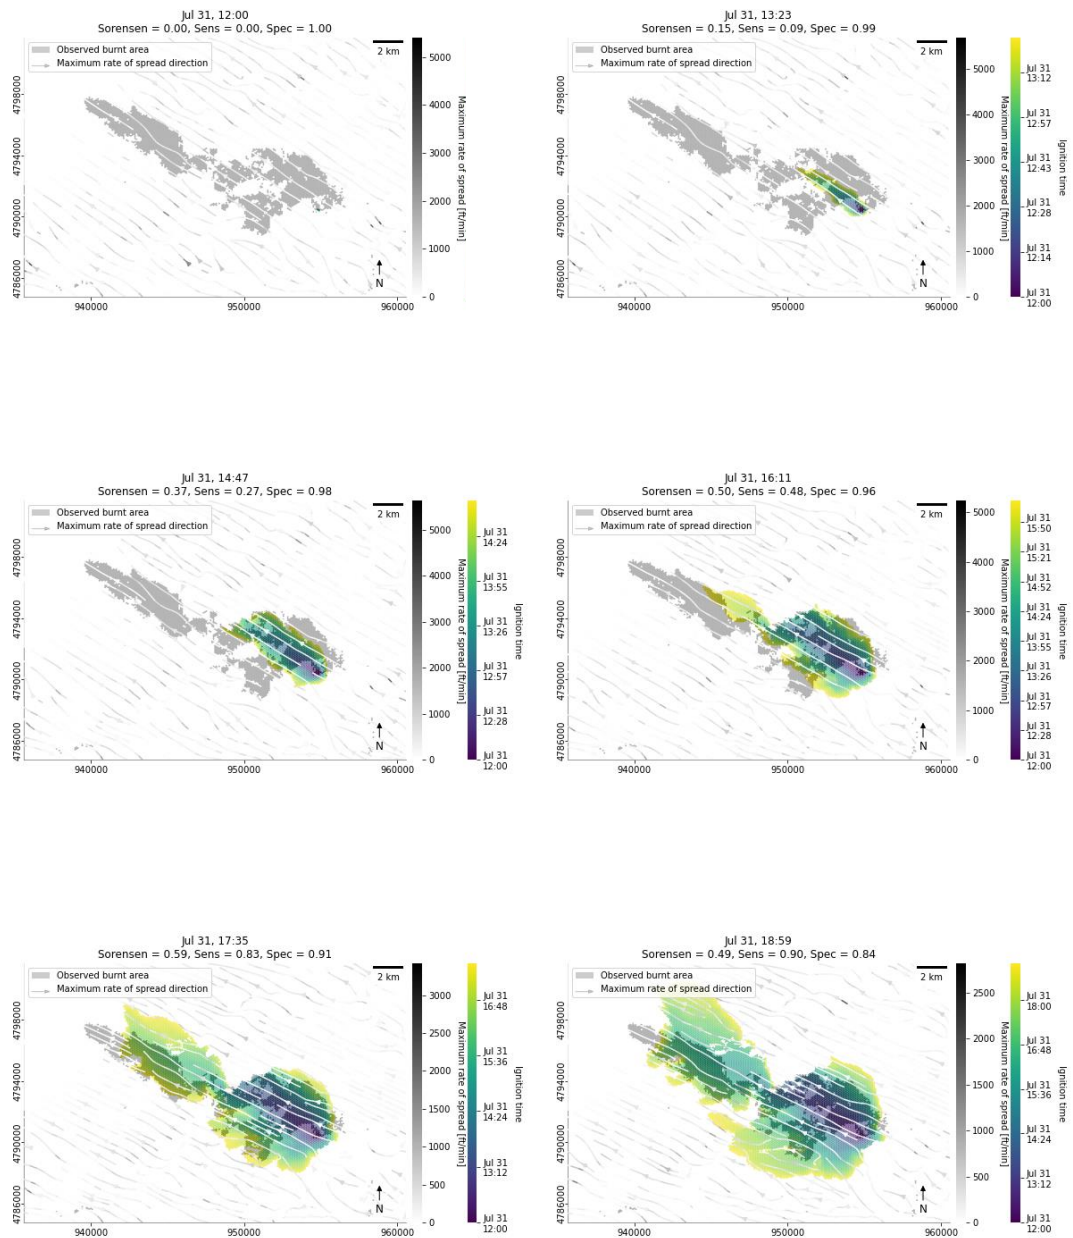 Jul 31, 12:00
Sorensen = 0.00, Sens = 0.00, Spec = 1.00
Observed burnt area
Maximum rate of spread direction
2 km
N
4798000
4794000
4790000
4786000
940000
950000
960000
5000
4000
3000
2000
1000
0
Maximum rate of spread [ft/min]
Jul 31, 13:23
Sorensen = 0.15, Sens = 0.09, Spec = 0.99
Observed burnt area
Maximum rate of spread direction
2 km
N
4798000
4794000
4790000
4786000
940000
950000
960000
5000
4000
3000
2000
1000
0
Maximum rate of spread [ft/min]
Jul 31
13:12
Jul 31
12:57
Jul 31
12:43
Jul 31
12:28
Jul 31
12:14
Jul 31
12:00
Ignition time
Jul 31, 14:47
Sorensen = 0.37, Sens = 0.27, Spec = 0.98
Observed burnt area
Maximum rate of spread direction
2 km
N
4798000
4794000
4790000
4786000
940000
950000
960000
5000
4000
3000
2000
1000
0
Maximum rate of spread [ft/min]
Jul 31
14:24
Jul 31
13:55
Jul 31
13:26
Jul 31
12:57
Jul 31
12:28
Jul 31
12:00
Ignition time
Jul 31, 16:11
Sorensen = 0.50, Sens = 0.48, Spec = 0.96
Observed burnt area
Maximum rate of spread direction
2 km
N
4798000
4794000
4790000
4786000
940000
950000
960000
5000
4000
3000
2000
1000
0
Maximum rate of spread [ft/min]
Jul 31
15:50
Jul 31
15:21
Jul 31
14:52
Jul 31
14:24
Jul 31
13:55
Jul 31
13:26
Jul 31
12:57
Jul 31
12:28
Jul 31
12:00
Ignition time
Jul 31, 17:35
Sorensen = 0.59, Sens = 0.83, Spec = 0.91
Observed burnt area
Maximum rate of spread direction
2 km
N
4798000
4794000
4790000
4786000
940000
950000
960000
3000
2500
2000
1500
1000
500
0
Maximum rate of spread [ft/min]
Jul 31
16:48
Jul 31
15:36
Jul 31
14:24
Jul 31
13:12
Jul 31
12:00
Ignition time
Jul 31, 18:59
Sorensen = 0.49, Sens = 0.90, Spec = 0.84
Observed burnt area
Maximum rate of spread direction
2 km
N
4798000
4794000
4790000
4786000
940000
950000
960000
2500
2000
1500
1000
500
0
Maximum rate of spread [ft/min]
Jul 31
18:00
Jul 31
16:48
Jul 31
15:36
Jul 31
14:24
Jul 31
13:12
Jul 31
12:00
Ignition time